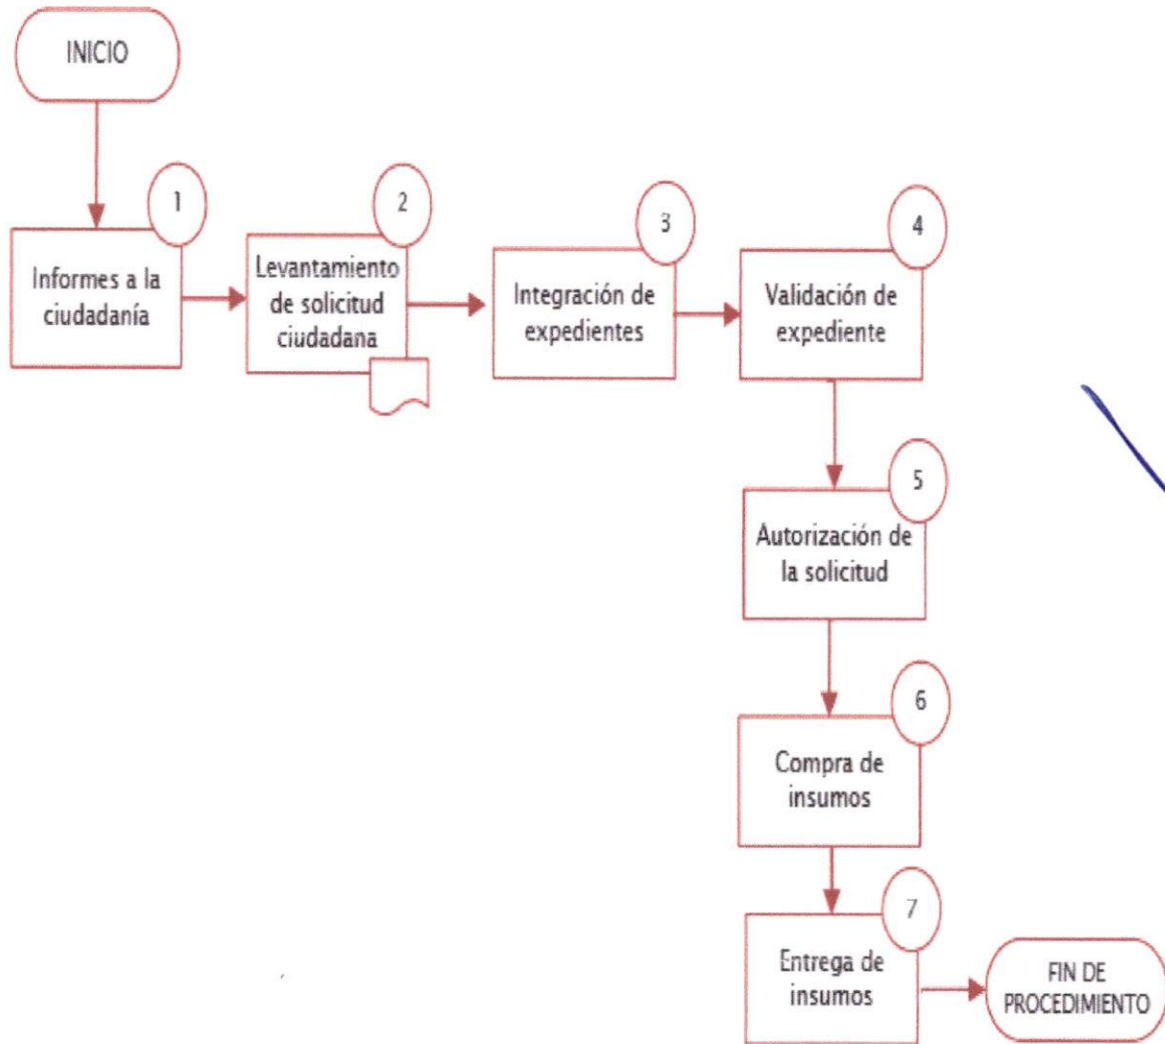 INICIO
1
Informes a la
ciudadanía
2
Levantamiento
de solicitud
ciudadana
3
Integración de
expedientes
4
Validación de
expediente
5
Autorización de
la solicitud
6
Compra de
insumos
7
Entrega de
insumos
FIN DE
PROCEDIMIENTO